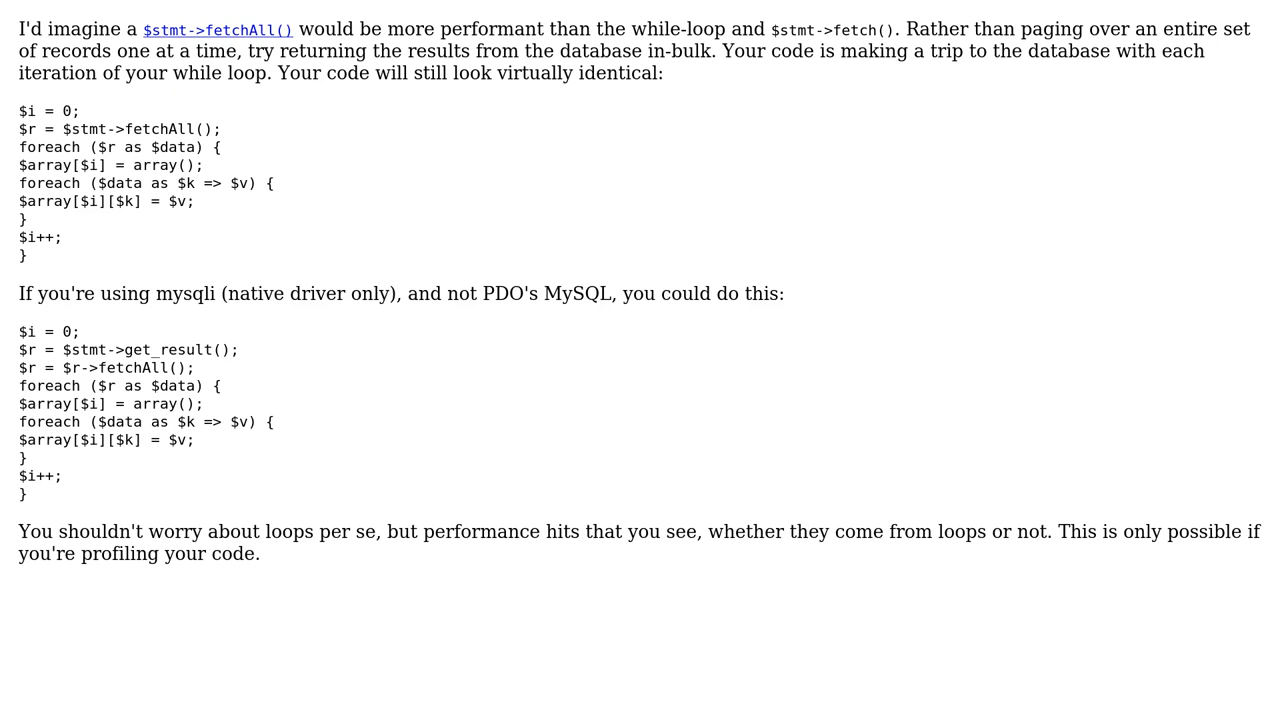 I'd imagine a $stmt->fetchAll() would be more performant than the while-loop and $stmt->fetch(). Rather than paging over an entire set
of records one at a time, try returning the results from the database in-bulk. Your code is making a trip to the database with each
iteration of your while loop. Your code will still look virtually identical:
$i = 0;
$r = $stmt->fetchAll();
foreach ($r as $data) {
$array[$i] = array();
foreach ($data as $k => $v) {
$array[$i][$k] = $v;
}
$i++;
}
If you're using mysqli (native driver only), and not PDO's MySQL, you could do this:
$i = 0;
$r = $stmt->get_result();
$r = $r->fetchAll();
foreach ($r as $data) {
$array[$i] = array();
foreach ($data as $k => $v) {
$array[$i][$k] = $v;
}
$i++;
}
You shouldn't worry about loops per se, but performance hits that you see, whether they come from loops or not. This is only possible if
you're profiling your code.